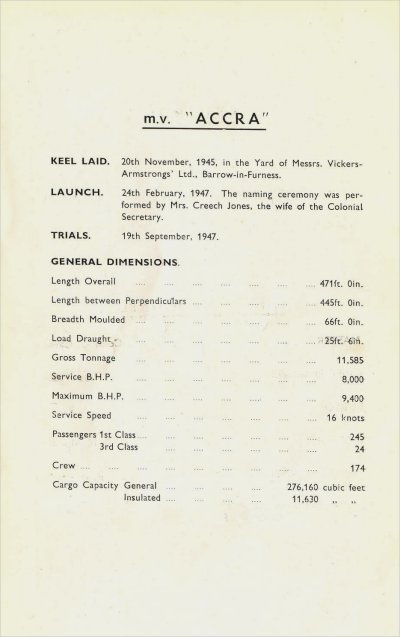 m.v. "ACCRA"
KEEL LAID. 20th November, 1945, in the Yard of Messrs. Vickers-
Armstrongs' Ltd., Barrow-in-Furness.
LAUNCH. 24th February, 1947. The naming ceremony was per-
formed by Mrs. Creech Jones, the wife of the Colonial
Secretary.
TRIALS. 19th September, 1947.
GENERAL DIMENSIONS.
Length Overall .... .... .... .... .... .... 471ft. 0in.
Length between Perpendiculars .... .... .... .... 445ft. 0in.
Breadth Moulded .... .... .... .... .... .... 66ft. 0in.
Load Draught .... .... .... .... .... .... 25ft. 6in.
Gross Tonnage .... .... .... .... .... .... 11,585
Service B.H.P. .... .... .... .... .... .... 8,000
Maximum B.H.P. .... .... .... .... .... .... 9,400
Service Speed .... .... .... .... .... .... 16 knots
Passengers 1st Class .... .... .... .... .... .... 245
3rd Class .... .... .... .... .... 24
Crew .... .... .... .... .... .... .... .... 174
Cargo Capacity General .... .... .... .... 276,160 cubic feet
Insulated .... .... .... .... 11,630 ,, ,,